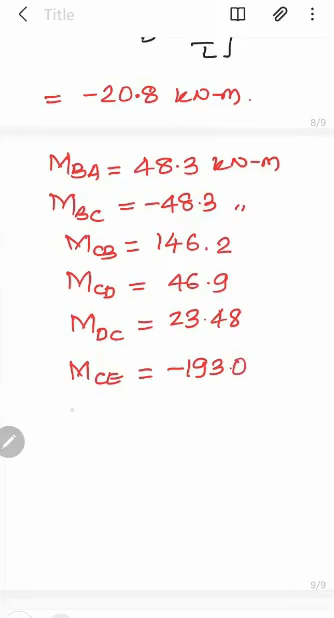 Title
= -20.8 kN-m.
8/9
MBA = 48.3 kN-m
MBC = -48.3 〃
MCB = 146.2
MCD = 46.9
MDC = 23.48
MCE = -193.0
9/9